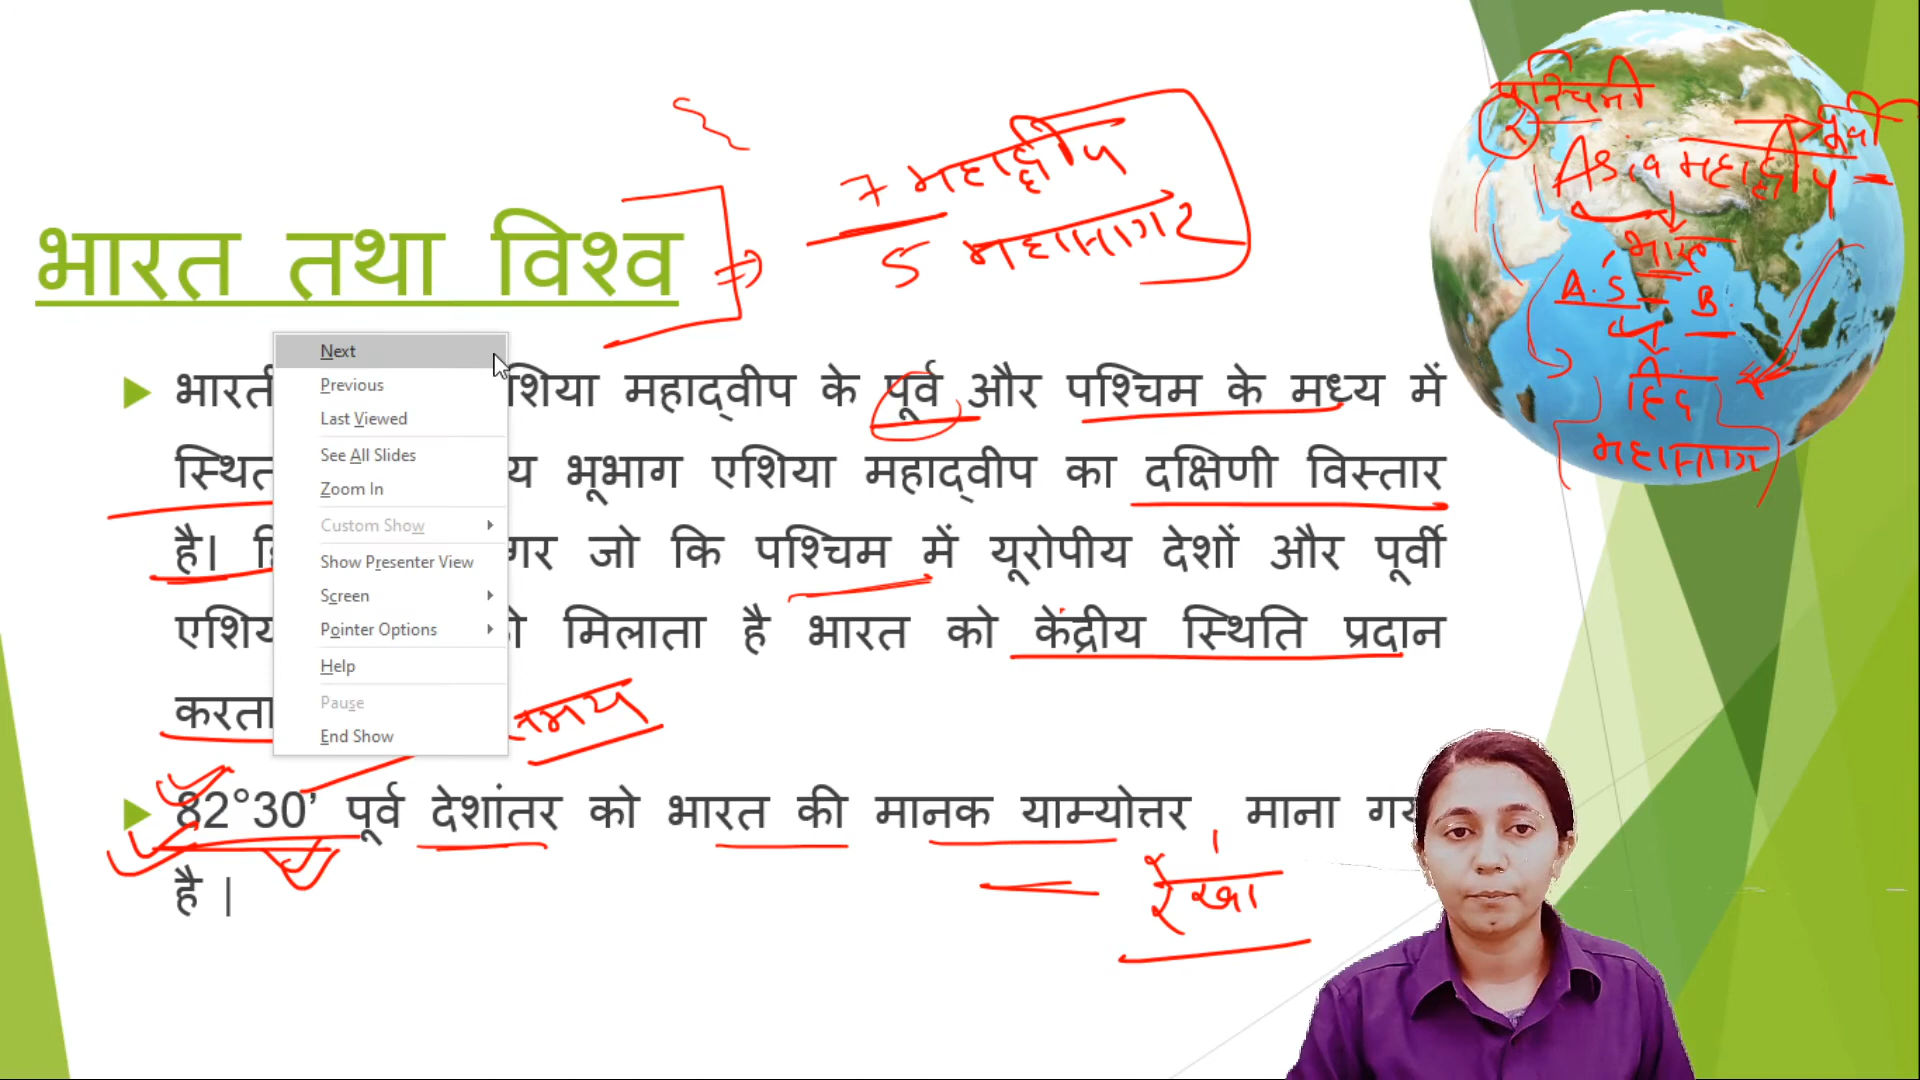 भारत तथा विश्व
7 महाद्वीप
5 महासागर
भारती शिया महाद्वीप के पूर्व और पश्चिम के मध्य में
स्थित य भूभाग एशिया महाद्वीप का दक्षिणी विस्तार
है। हि गर जो कि पश्चिम में यूरोपीय देशों और पूर्वी
एशिय मिलाता है भारत को केंद्रीय स्थिति प्रदान
करता
समय
82°30’ पूर्व देशांतर को भारत की मानक याम्योत्तर माना गय
है |
रेखा
Next
Previous
Last Viewed
See All Slides
Zoom In
Custom Show
Show Presenter View
Screen
Pointer Options
Help
Pause
End Show
पश्चिमी
पूर्वी
Asia महाद्वीप
भारत
A.S B.
हिंद
महासागर